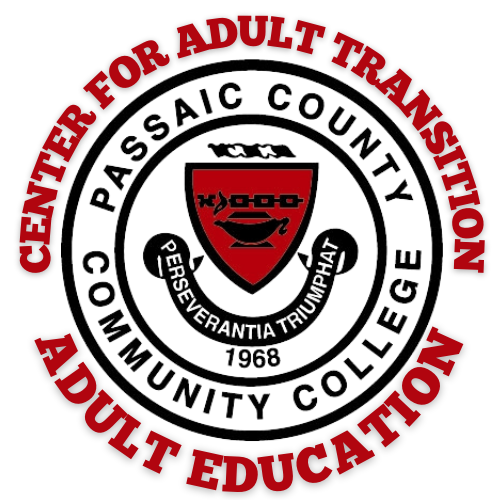 CENTER FOR ADULT TRANSITION
PASSAIC COUNTY
PERSEVERANTIA TRIUMPHAT
1968
COMMUNITY COLLEGE
ADULT EDUCATION